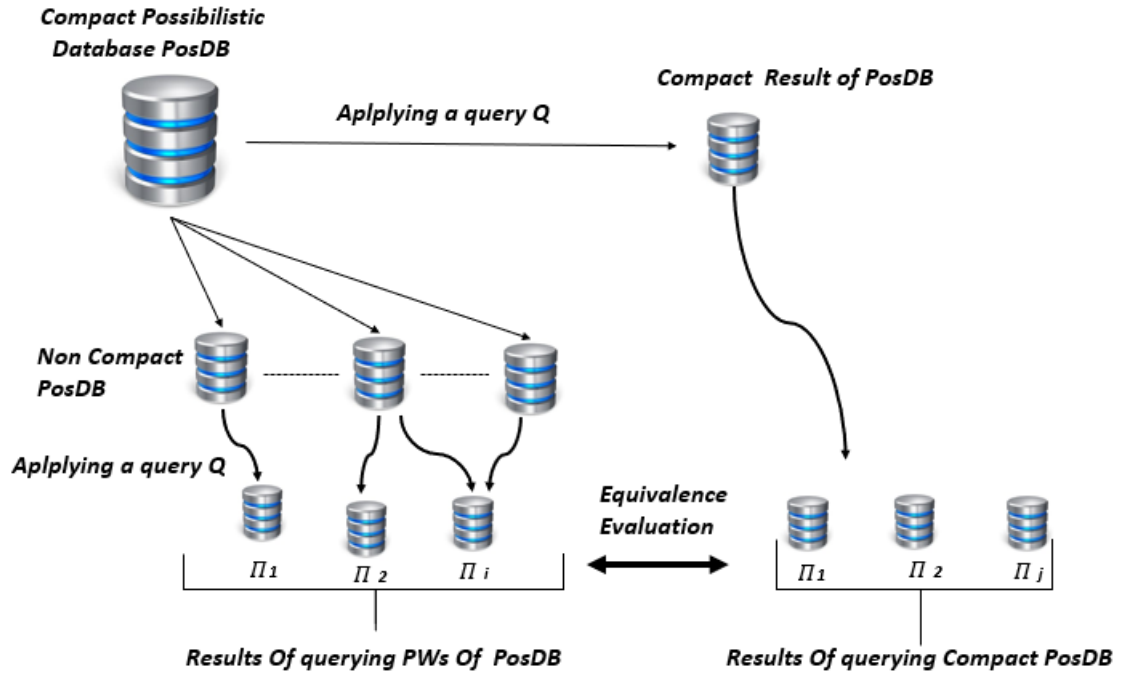 Compact Possibilistic
Database PosDB
Compact Result of PosDB
Aplplying a query Q
Non Compact
PosDB
Aplplying a query Q
Equivalence
Evaluation
Π 1
Π 2
Π i
Π 1
Π 2
Π j
Results Of querying PWs Of PosDB
Results Of querying Compact PosDB